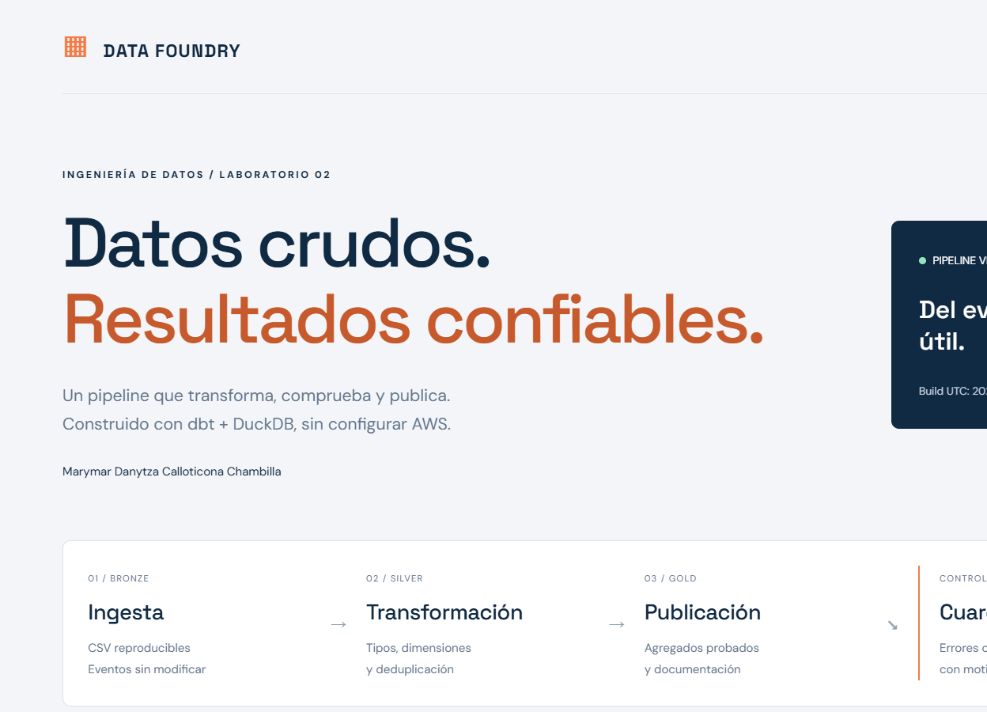 DATA FOUNDRY
INGENIERÍA DE DATOS / LABORATORIO 02
Datos crudos.
Resultados confiables.
Un pipeline que transforma, comprueba y publica.
Construido con dbt + DuckDB, sin configurar AWS.
Marymar Danytza Calloticona Chambilla
PIPELINE
Del
útil.
Build UTC:
01 / BRONZE
Ingesta
CSV reproducibles
Eventos sin modificar
→
02 / SILVER
Transformación
Tipos, dimensiones
y deduplicación
→
03 / GOLD
Publicación
Agregados probados
y documentación
↘
CONTROL
Errores
con